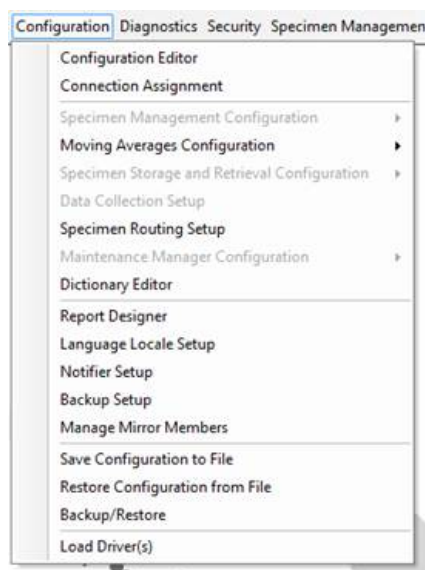 Configuration Diagnostics Security Specimen Managemen
Configuration Editor
Connection Assignment
Specimen Management Configuration
Moving Averages Configuration
Specimen Storage and Retrieval Configuration
Data Collection Setup
Specimen Routing Setup
Maintenance Manager Configuration
Dictionary Editor
Report Designer
Language Locale Setup
Notifier Setup
Backup Setup
Manage Mirror Members
Save Configuration to File
Restore Configuration from File
Backup/Restore
Load Driver(s)